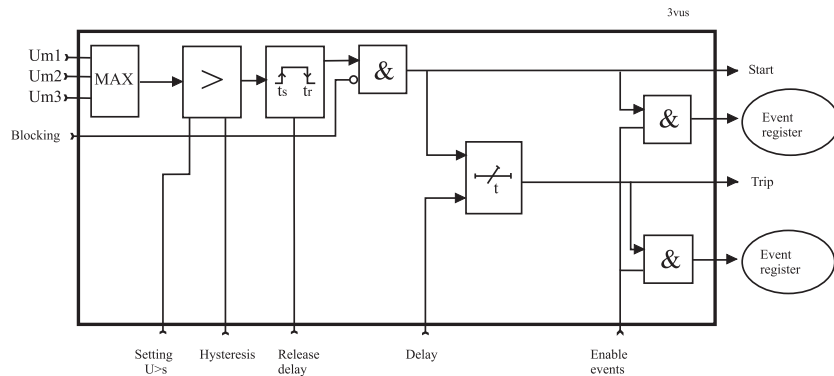 3vus
Um1
Um2
Um3
MAX
>
ts tr
&
Start
Blocking
&
Event
register
t
Trip
&
Event
register
Setting
U>s
Hysteresis
Release
delay
Delay
Enable
events